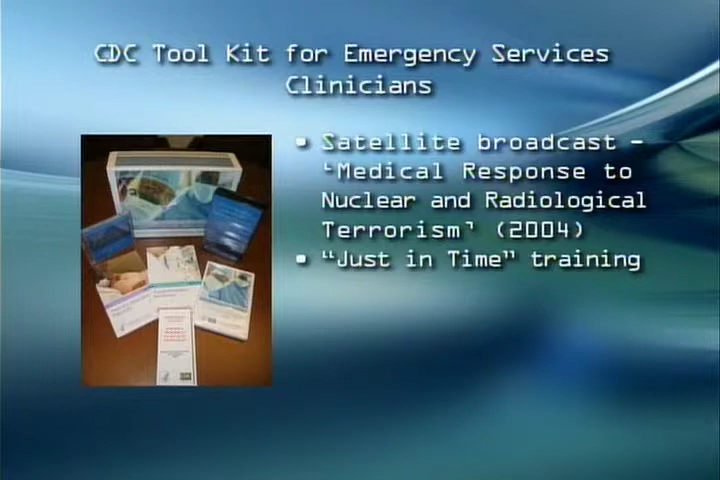 CDC Tool Kit for Emergency Services
Clinicians
• Satellite broadcast –
‘Medical Response to
Nuclear and Radiological
Terrorism’ (2004)
• “Just in Time” training